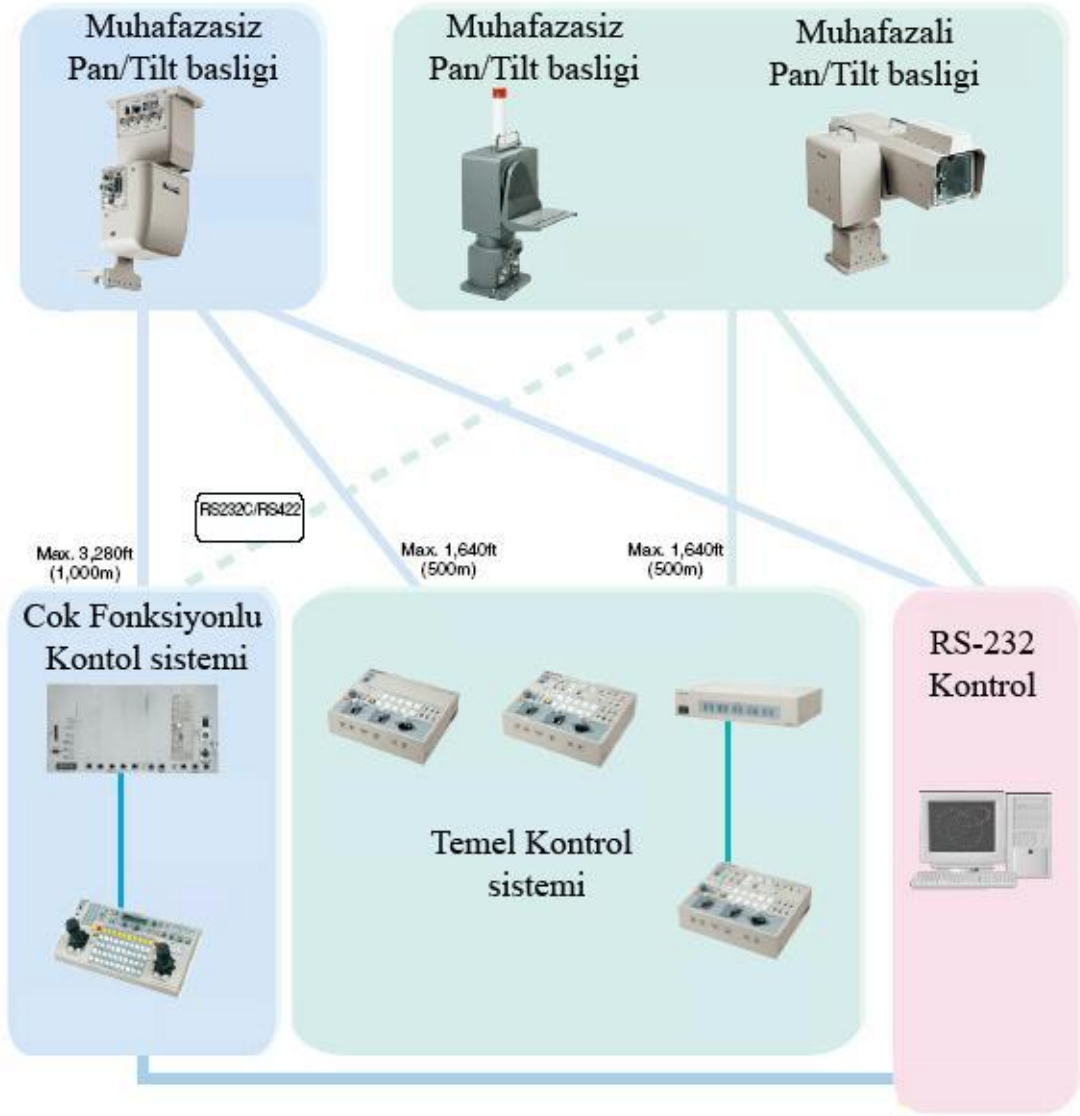 Muhafazasiz
Pan/Tilt basligi
Muhafazasiz
Pan/Tilt basligi
Muhafazali
Pan/Tilt basligi
RS232C/RS422
Max. 3,280ft
(1,000m)
Max. 1,640ft
(500m)
Max. 1,640ft
(500m)
Cok Fonksiyonlu
Kontol sistemi
Temel Kontrol
sistemi
RS-232
Kontrol